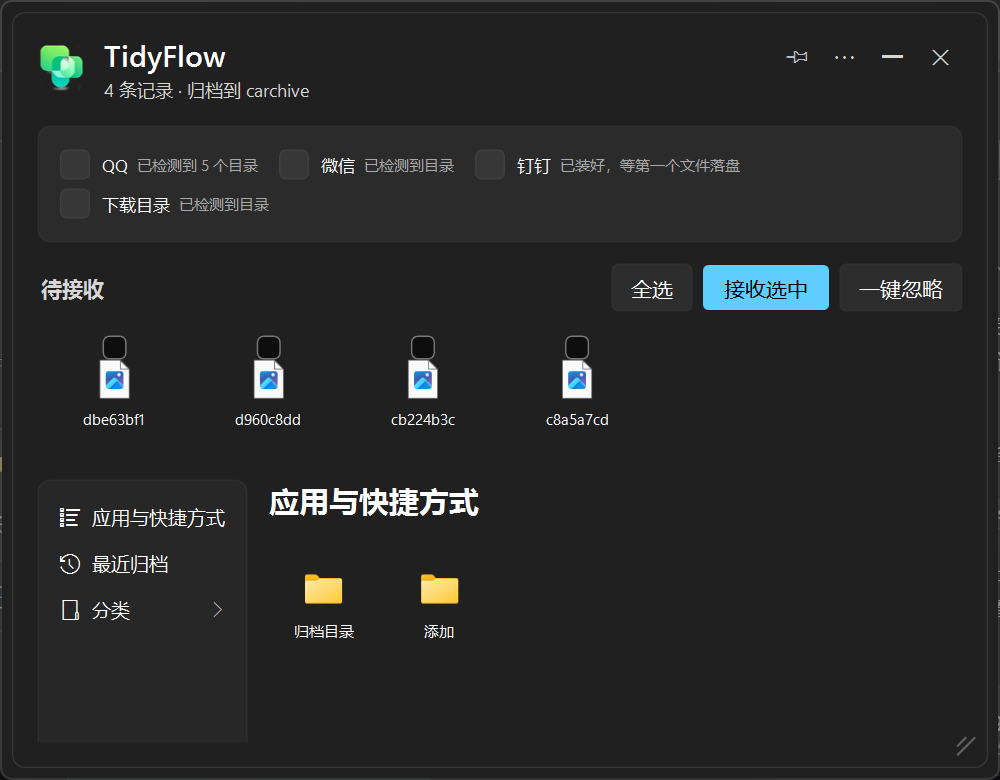 TidyFlow
4 条记录 · 归档到 carchive
QQ 已检测到 5 个目录 微信 已检测到目录 钉钉 已装好，等第一个文件落盘
下载目录 已检测到目录
待接收 全选 接收选中 一键忽略
dbe63bf1 d960c8dd cb224b3c c8a5a7cd
应用与快捷方式
最近归档
分类
应用与快捷方式
归档目录 添加